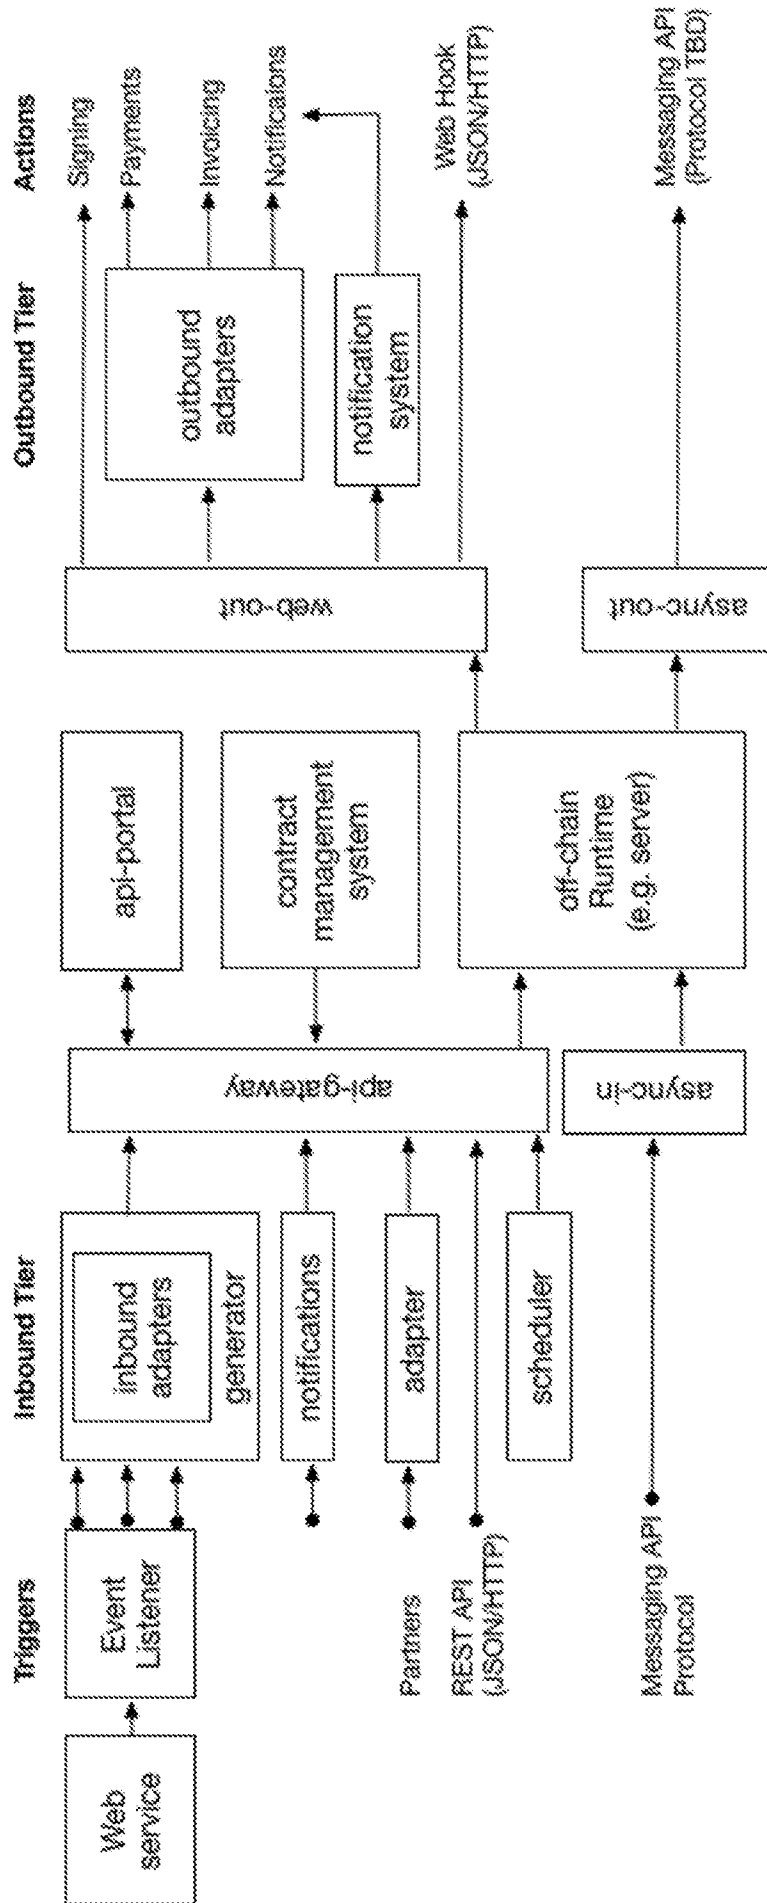 Triggers
Inbound Tier
Outbound Tier
Actions
Web
service
Event
Listener
inbound
adapters
generator
notifications
Partners
adapter
REST API
(JSON/HTTP)
scheduler
Messaging API
Protocol
api-gateway
async-in
api-portal
contract
management
system
off-chain
Runtime
(e.g. server)
web-out
async-out
outbound
adapters
notification
system
Signing
Payments
Invoicing
Notificaions
Web Hook
(JSON/HTTP)
Messaging API
(Protocol TBD)